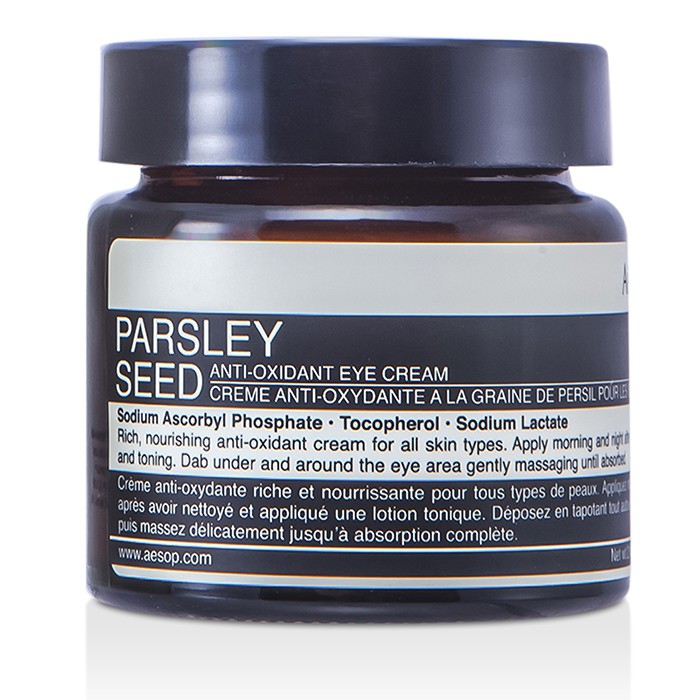 PARSLEY
SEED
ANTI-OXIDANT EYE CREAM
CREME ANTI-OXYDANTE A LA GRAINE DE PERSIL POUR LES
Sodium Ascorbyl Phosphate · Tocopherol · Sodium Lactate
Rich, nourishing anti-oxidant cream for all skin types. Apply morning and night
and toning. Dab under and around the eye area gently massaging until absorbed.
Crème anti-oxydante riche et nourrissante pour tous types de peaux.
après avoir nettoyé et appliqué une lotion tonique. Déposez en tapotant tout
puis massez délicatement jusqu'à absorption complète.
www.aesop.com
Net